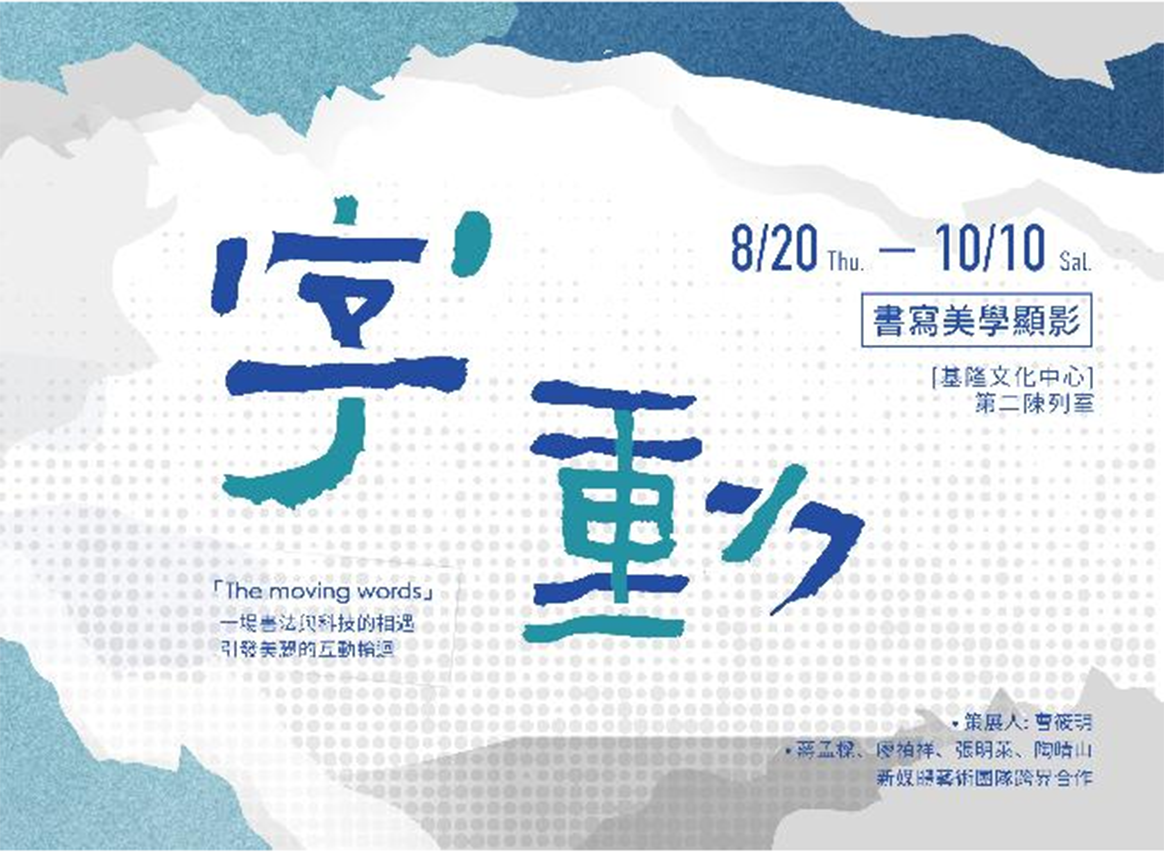 字動
8/20 Thu. — 10/10 Sat.
書寫美學顯影
[基隆文化中心]
第二陳列室
「The moving words」
一場書法與科技的相遇
引發美麗的互動輪迴
•策展人: 曹筱玥
•蔣孟樑、廖禎祥、張明萊、陶晴山
新媒體藝術團隊跨界合作